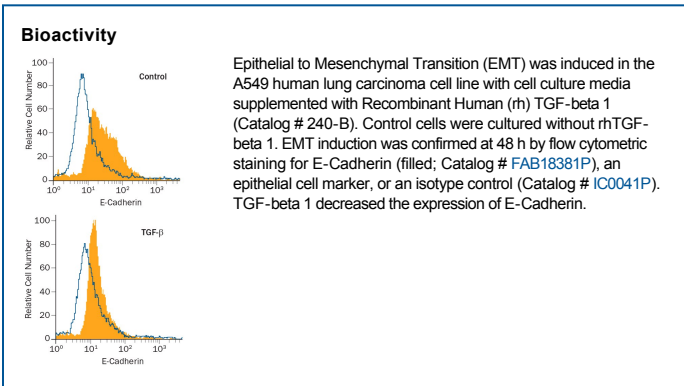 Bioactivity
Epithelial to Mesenchymal Transition (EMT) was induced in the
A549 human lung carcinoma cell line with cell culture media
supplemented with Recombinant Human (rh) TGF-beta 1
(Catalog # 240-B). Control cells were cultured without rhTGF-
beta 1. EMT induction was confirmed at 48 h by flow cytometric
staining for E-Cadherin (filled; Catalog # FAB18381P), an
epithelial cell marker, or an isotype control (Catalog # IC0041P).
TGF-beta 1 decreased the expression of E-Cadherin.
Control
Relative Cell Number
100
80
60
40
20
0
10⁰ 10¹ 10² 10³
E-Cadherin
TGF-β
Relative Cell Number
100
80
60
40
20
0
10⁰ 10¹ 10² 10³
E-Cadherin